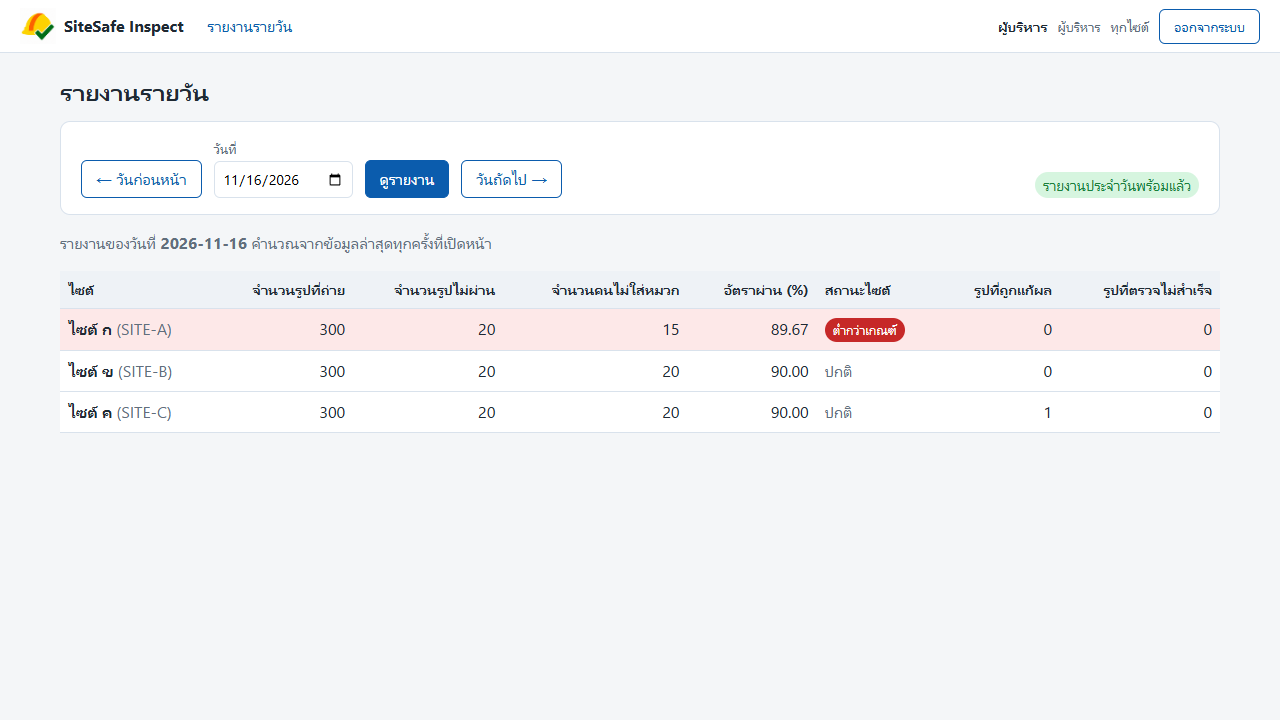 SiteSafe Inspect รายงานรายวัน ผู้บริหาร ผู้บริหาร ทุกไซต์ ออกจากระบบ
รายงานรายวัน
วันที่
← วันก่อนหน้า 11/16/2026 ดูรายงาน วันถัดไป → รายงานประจำวันพร้อมแล้ว
รายงานของวันที่ 2026-11-16 คำนวณจากข้อมูลล่าสุดทุกครั้งที่เปิดหน้า
ไซต์ จำนวนรูปที่ถ่าย จำนวนรูปไม่ผ่าน จำนวนคนไม่ใส่หมวก อัตราผ่าน (%) สถานะไซต์ รูปที่ถูกแก้ผล รูปที่ตรวจไม่สำเร็จ
ไซต์ ก (SITE-A) 300 20 15 89.67 ต่ำกว่าเกณฑ์ 0 0
ไซต์ ข (SITE-B) 300 20 20 90.00 ปกติ 0 0
ไซต์ ค (SITE-C) 300 20 20 90.00 ปกติ 1 0